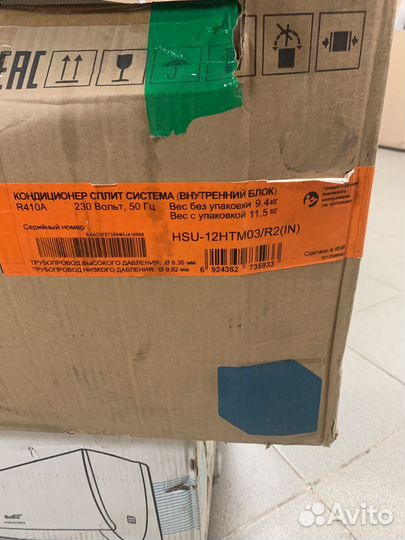 EAC
КОНДИЦИОНЕР СПЛИТ СИСТЕМА (ВНУТРЕННИЙ БЛОК)
R410A 230 Вольт, 50 Гц Вес без упаковки 9.4кг
Вес с упаковкой 11.5кг
Серийный номер
HSU-12HTM03/R2(IN)
Сделано в КНР
ТРУБОПРОВОД ВЫСОКОГО ДАВЛЕНИЯ: Ø 6.35 мм
ТРУБОПРОВОД НИЗКОГО ДАВЛЕНИЯ: Ø 9.52 мм
6 924362 735933
Ballu
Avito